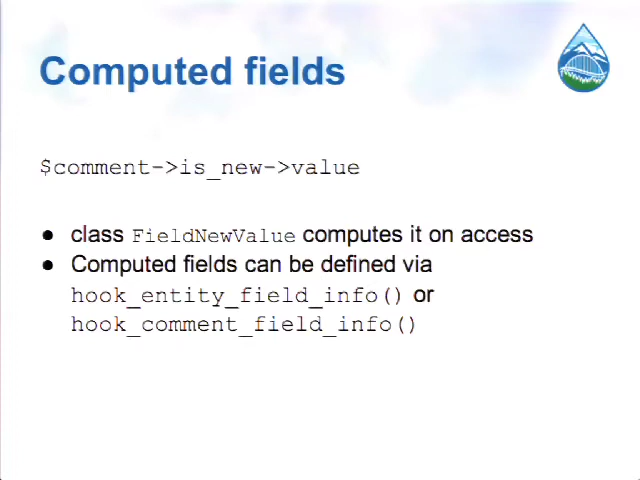 Computed fields
$comment->is_new->value
● class FieldNewValue computes it on access
● Computed fields can be defined via
hook_entity_field_info() or
hook_comment_field_info()